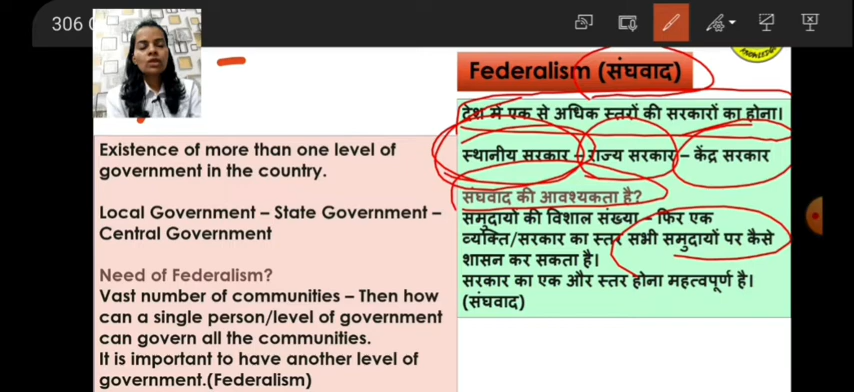 306 0
Federalism (संघवाद)
देश में एक से अधिक स्तरों की सरकारों का होना।
स्थानीय सरकार – राज्य सरकार – केंद्र सरकार
संघवाद की आवश्यकता है?
समुदायो की विशाल संख्या – फिर एक
व्यक्ति/सरकार का स्तर सभी समुदायों पर कैसे
शासन कर सकता है।
सरकार का एक और स्तर होना महत्वपूर्ण है।
(संघवाद)
Existence of more than one level of
government in the country.
Local Government – State Government –
Central Government
Need of Federalism?
Vast number of communities – Then how
can a single person/level of government
can govern all the communities.
It is important to have another level of
government.(Federalism)